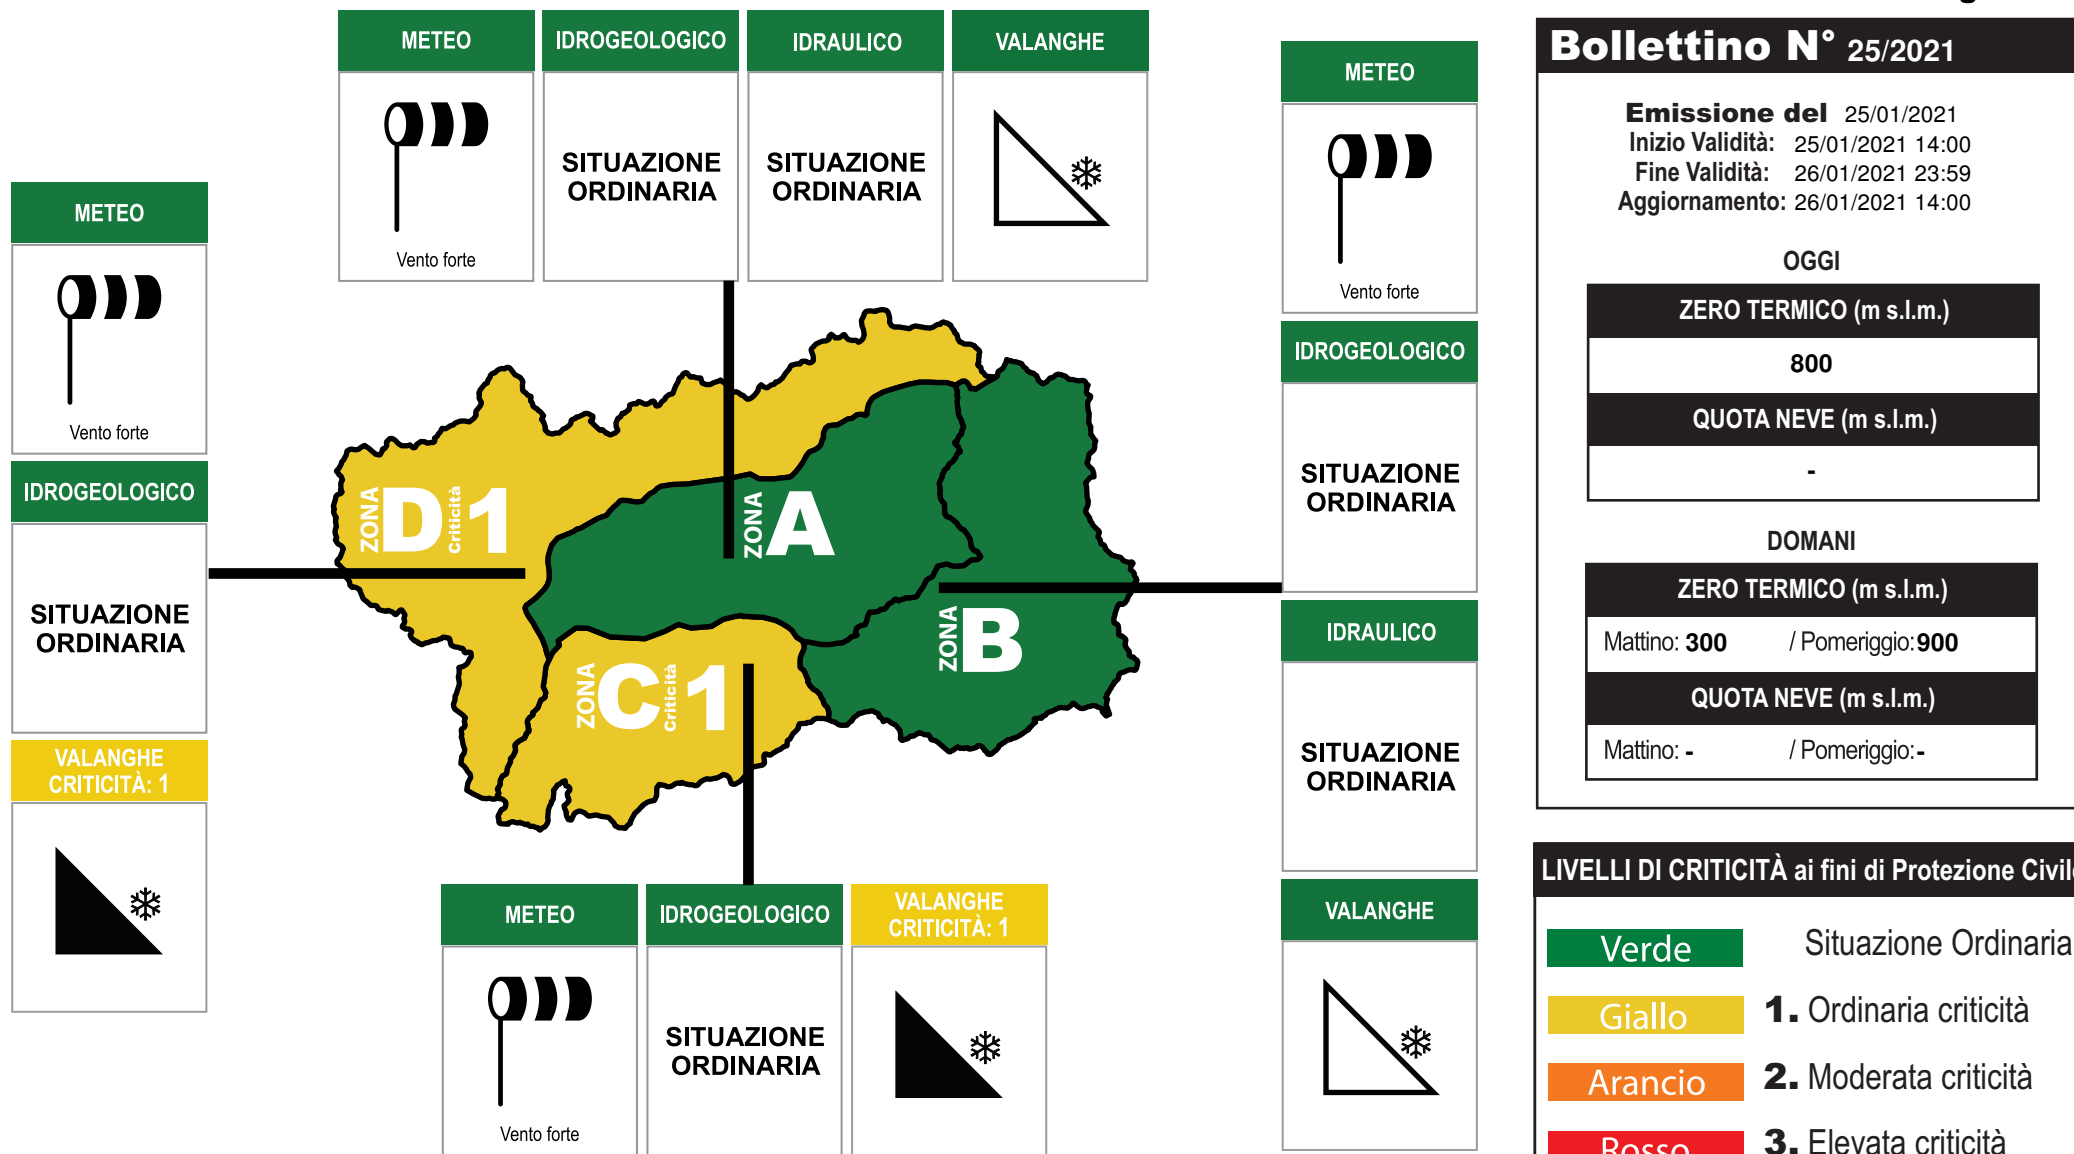 METEO
IDROGEOLOGICO
IDRAULICO
VALANGHE
Vento forte
SITUAZIONE
ORDINARIA
SITUAZIONE
ORDINARIA
METEO
Vento forte
IDROGEOLOGICO
SITUAZIONE
ORDINARIA
VALANGHE
CRITICITÀ: 1
ZONA D Criticità 1
ZONA A
ZONA B
ZONA C Criticità 1
METEO
Vento forte
IDROGEOLOGICO
SITUAZIONE
ORDINARIA
IDRAULICO
SITUAZIONE
ORDINARIA
VALANGHE
METEO
IDROGEOLOGICO
VALANGHE
CRITICITÀ: 1
Vento forte
SITUAZIONE
ORDINARIA
Bollettino N° 25/2021
Emissione del 25/01/2021
Inizio Validità: 25/01/2021 14:00
Fine Validità: 26/01/2021 23:59
Aggiornamento: 26/01/2021 14:00
OGGI
ZERO TERMICO (m s.l.m.)
800
QUOTA NEVE (m s.l.m.)
-
DOMANI
ZERO TERMICO (m s.l.m.)
Mattino: 300 / Pomeriggio: 900
QUOTA NEVE (m s.l.m.)
Mattino: - / Pomeriggio: -
LIVELLI DI CRITICITÀ ai fini di Protezione Civile
Verde Situazione Ordinaria
Giallo 1. Ordinaria criticità
Arancio 2. Moderata criticità
Rosso 3. Elevata criticità